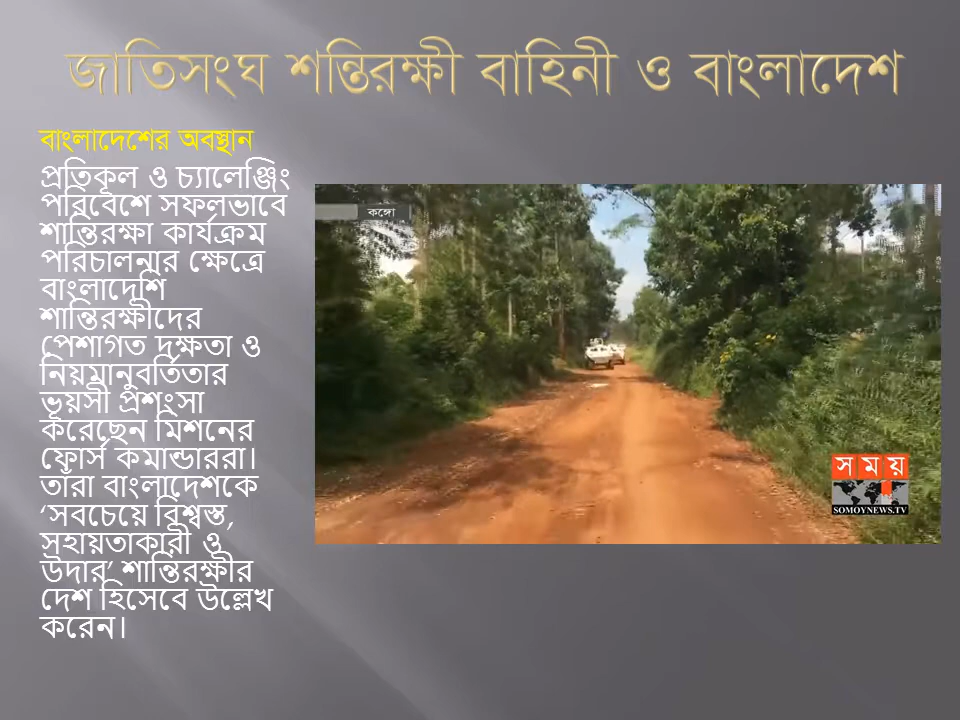 জাতিসংঘ শন্তিরক্ষী বাহিনী ও বাংলাদেশ
বাংলাদেশের অবস্থান
প্রতিকূল ও চ্যালেঞ্জিং
পরিবেশে সফলভাবে
শান্তিরক্ষা কার্যক্রম
পরিচালনার ক্ষেত্রে
বাংলাদেশি
শান্তিরক্ষীদের
পেশাগত দক্ষতা ও
নিয়মানুবর্তিতার
ভূয়সী প্রশংসা
করেছেন মিশনের
ফোর্স কমান্ডাররা।
তাঁরা বাংলাদেশকে
‘সবচেয়ে বিশ্বস্ত,
সহায়তাকারী ও
উদার’ শান্তিরক্ষীর
দেশ হিসেবে উল্লেখ
করেন।
কঙ্গো
সময়
SOMOYNEWS.TV